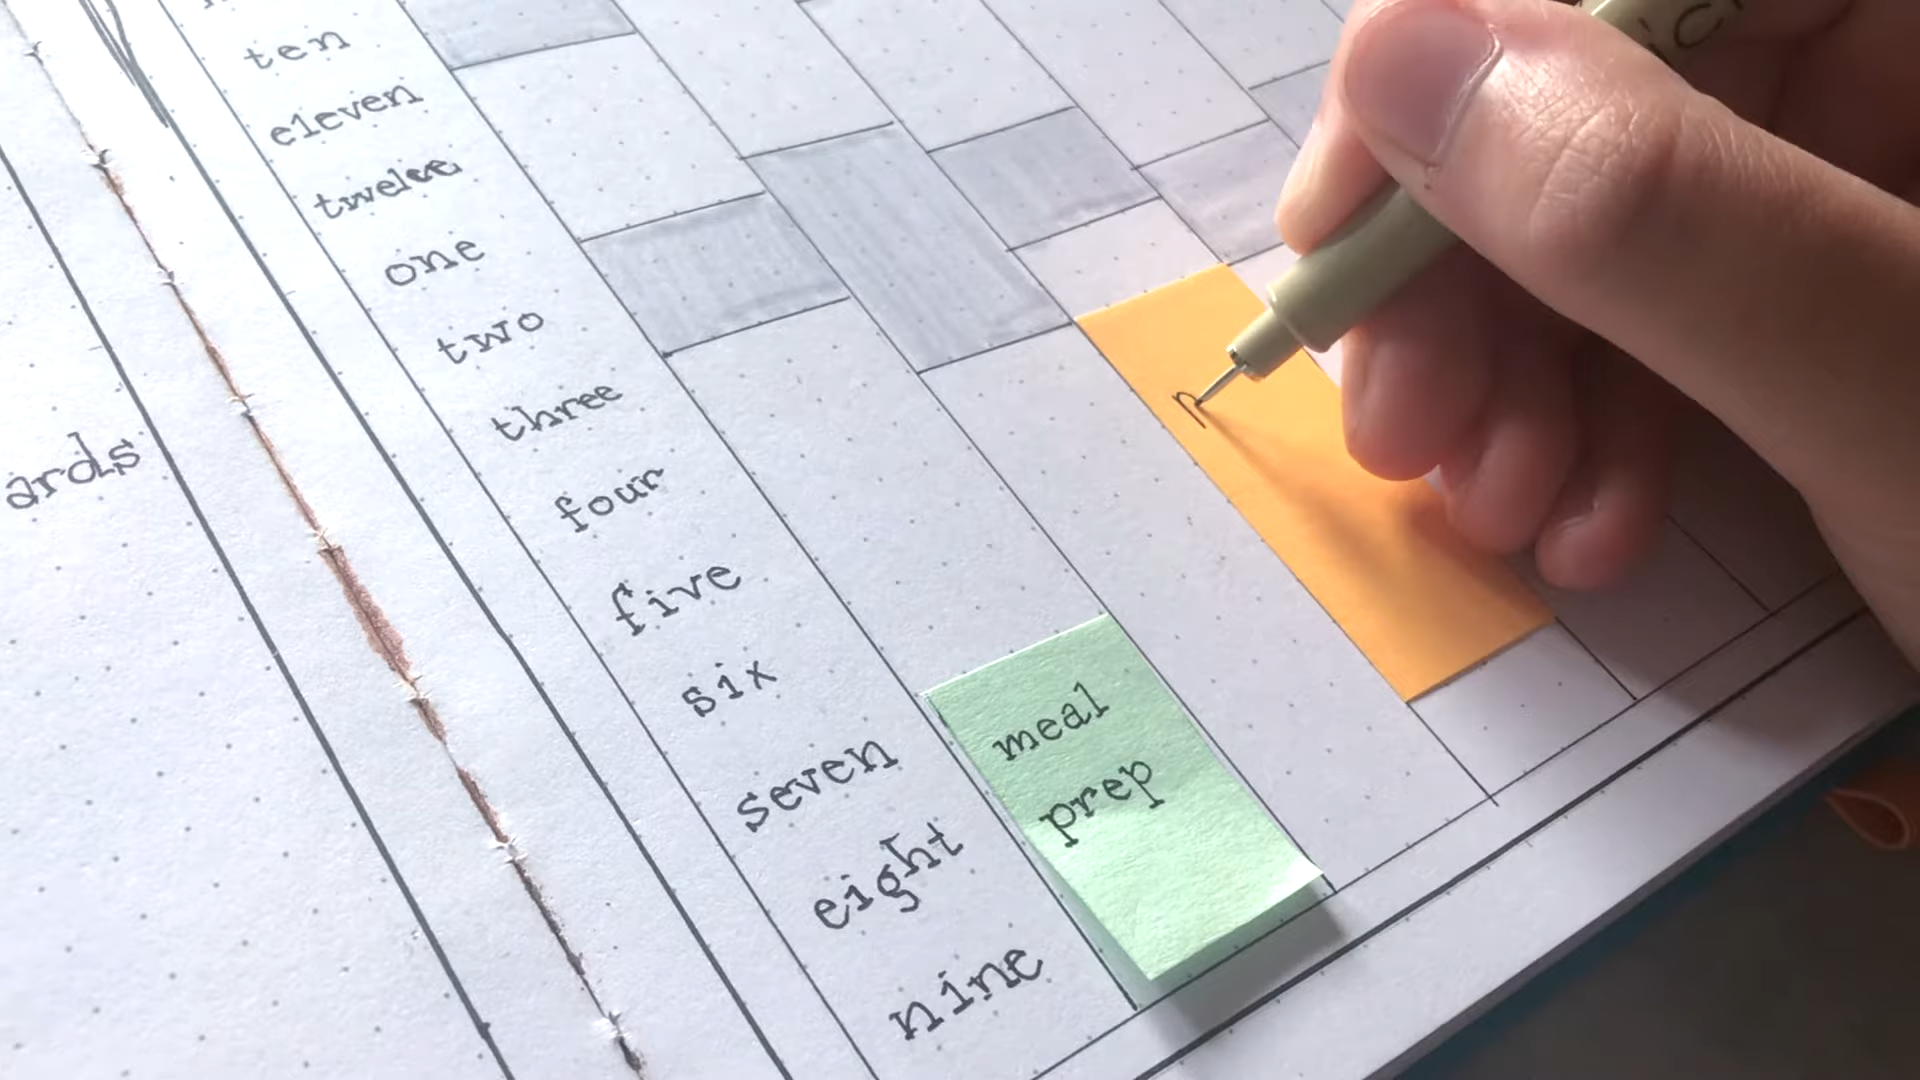 ten
eleven
twelve
one
two
three
four
five
six
seven
eight
nine
ards
meal
prep
n